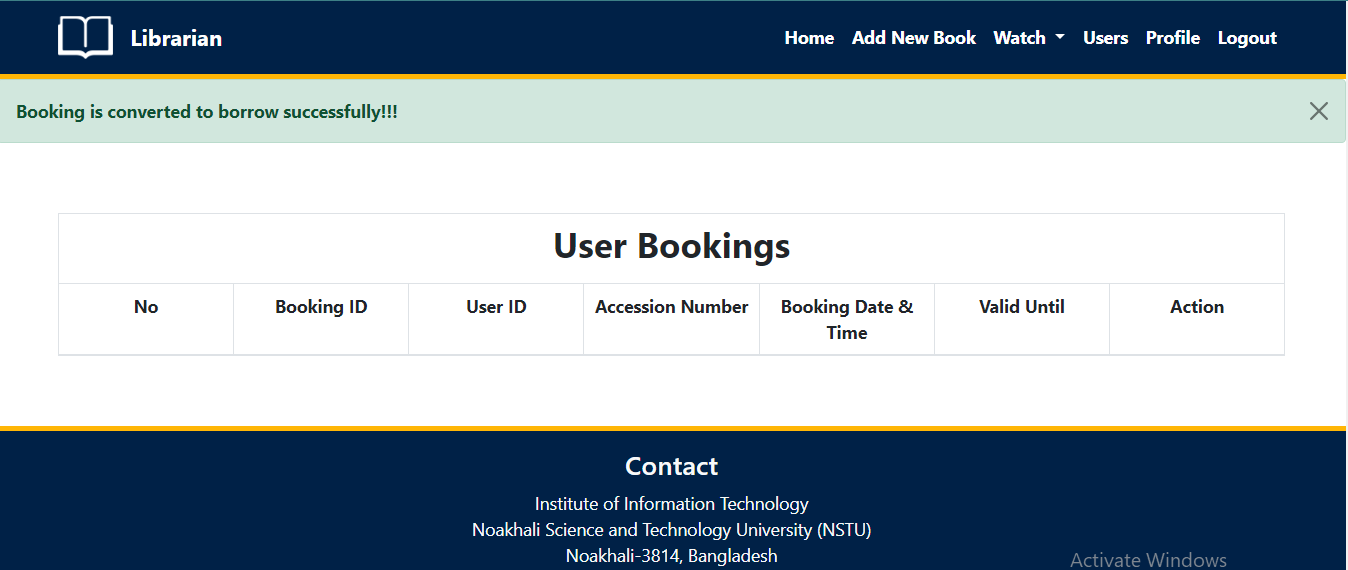 Librarian
Home Add New Book Watch Users Profile Logout
Booking is converted to borrow successfully!!!
User Bookings
No Booking ID User ID Accession Number Booking Date & Valid Until Action
Time
Contact
Institute of Information Technology
Noakhali Science and Technology University (NSTU)
Noakhali-3814, Bangladesh
Activate Windows